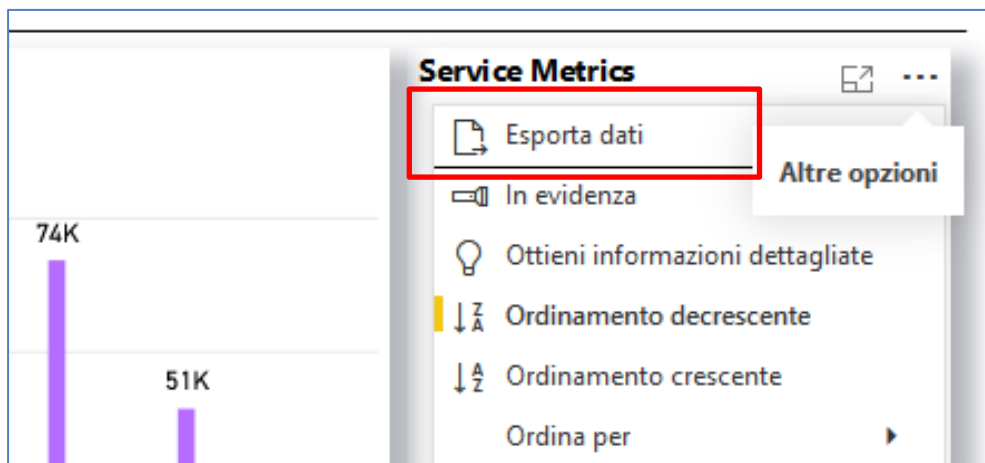 Service Metrics
Esporta dati
Altre opzioni
In evidenza
74K
Ottieni informazioni dettagliate
Ordinamento decrescente
51K
Ordinamento crescente
Ordina per